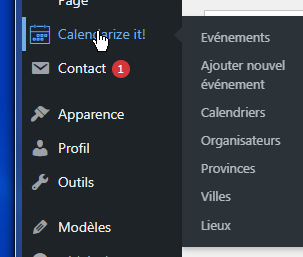 Page
Calendarize it!
Contact 1
Apparence
Profil
Outils
Modèles
Evénements
Ajouter nouvel
événement
Calendriers
Organisateurs
Provinces
Villes
Lieux